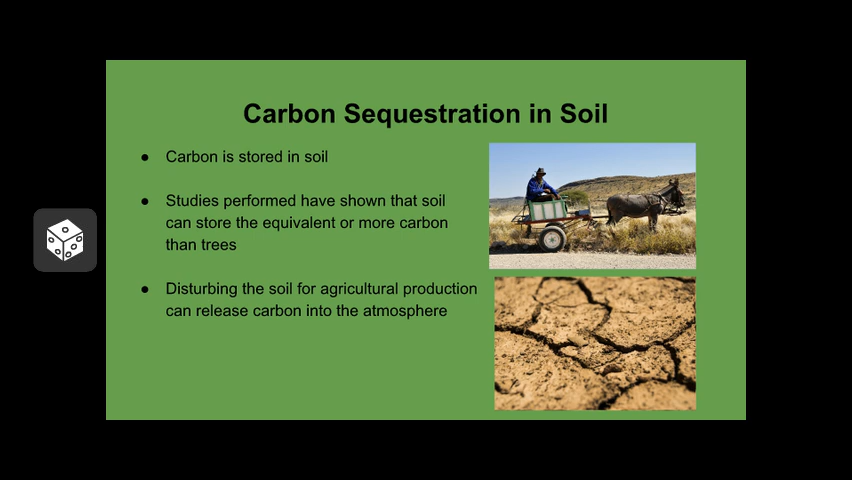 Carbon Sequestration in Soil
● Carbon is stored in soil
● Studies performed have shown that soil
can store the equivalent or more carbon
than trees
● Disturbing the soil for agricultural production
can release carbon into the atmosphere